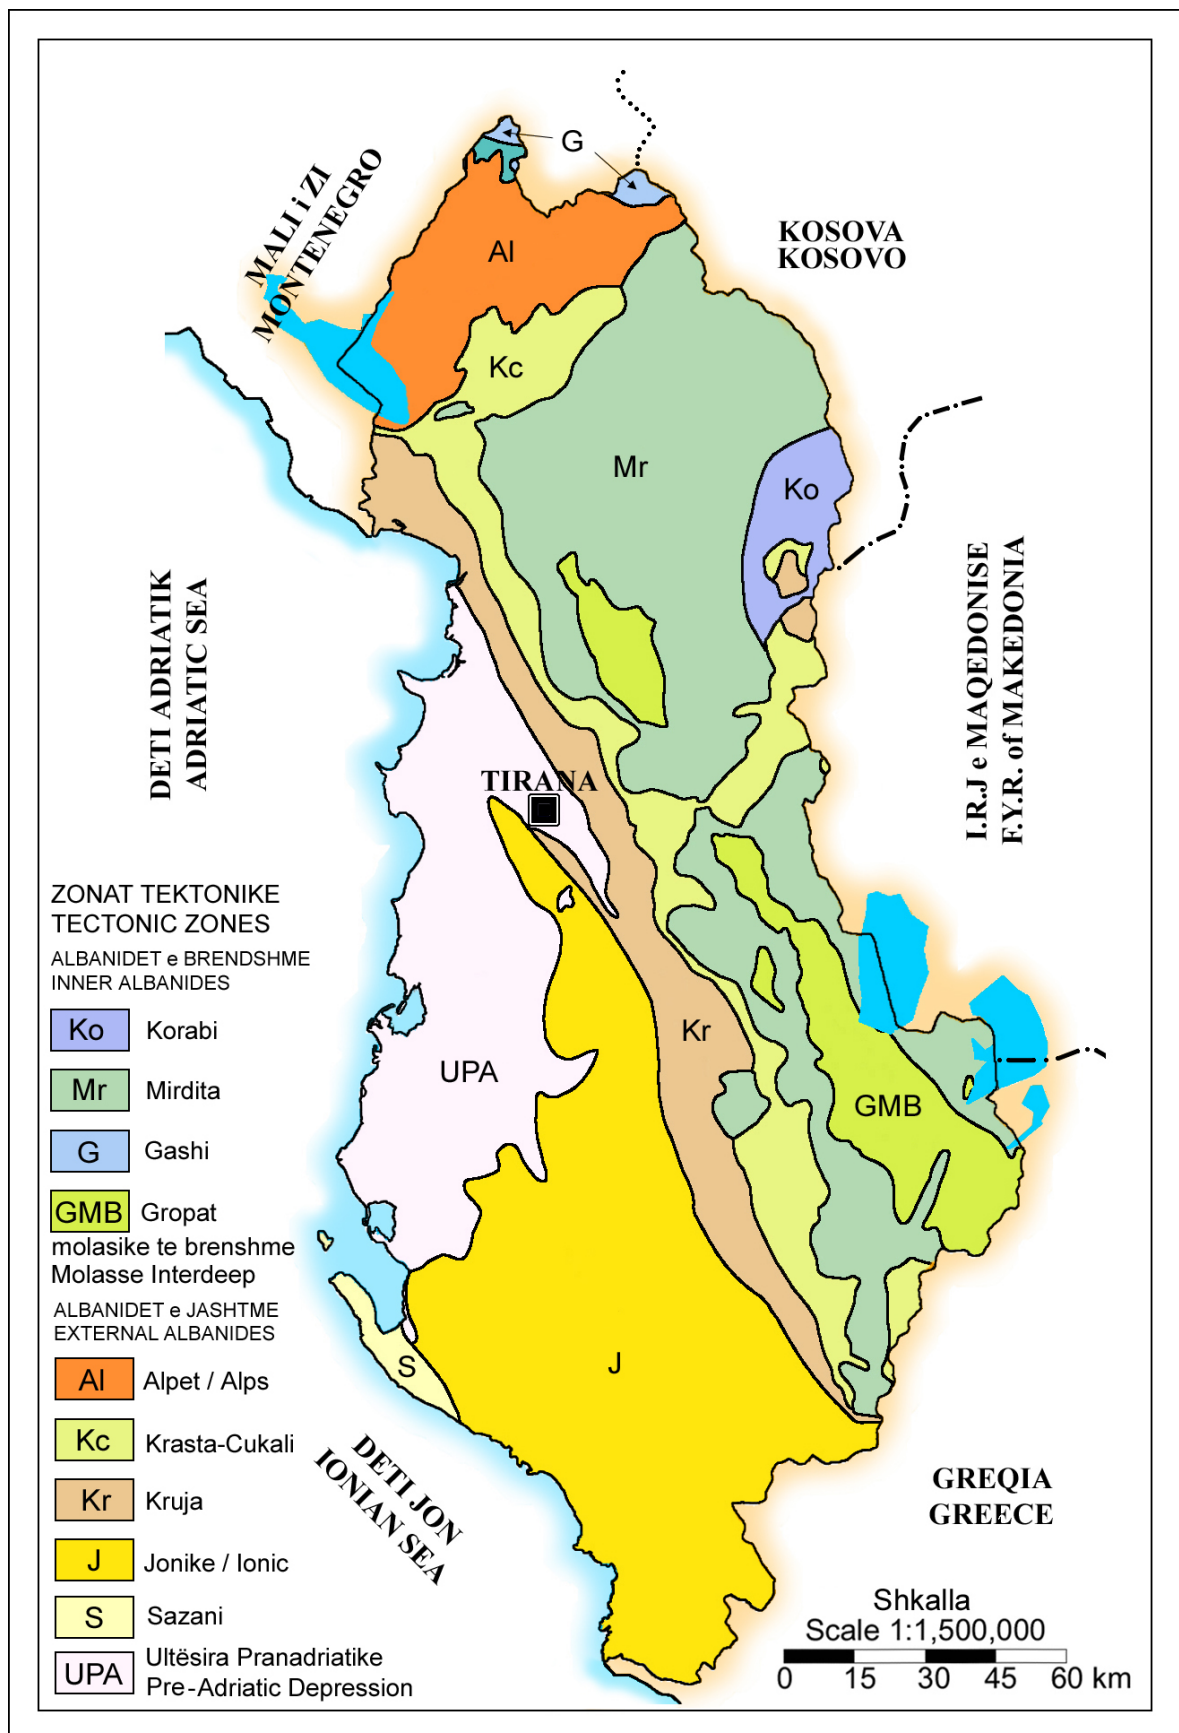 G
MALI i ZI
MONTENEGRO
KOSOVA
KOSOVO
Al
Kc
Mr
Ko
DETI ADRIATIK
ADRIATIC SEA
I.R.J e MAQEDONISE
F.Y.R. of MAKEDONIA
TIRANA
UPA
Kr
GMB
S
J
DETI JON
IONIAN SEA
GREQIA
GREECE
ZONAT TEKTONIKE
TECTONIC ZONES
ALBANIDET e BRENDSHME
INNER ALBANIDES
Ko Korabi
Mr Mirdita
G Gashi
GMB Gropat
molasike te brenshme
Molasse Interdeep
ALBANIDET e JASHTME
EXTERNAL ALBANIDES
Al Alpet / Alps
Kc Krasta-Cukali
Kr Kruja
J Jonike / Ionic
S Sazani
UPA Ultësira Pranadriatike
Pre-Adriatic Depression
Shkalla
Scale 1:1,500,000
0 15 30 45 60 km